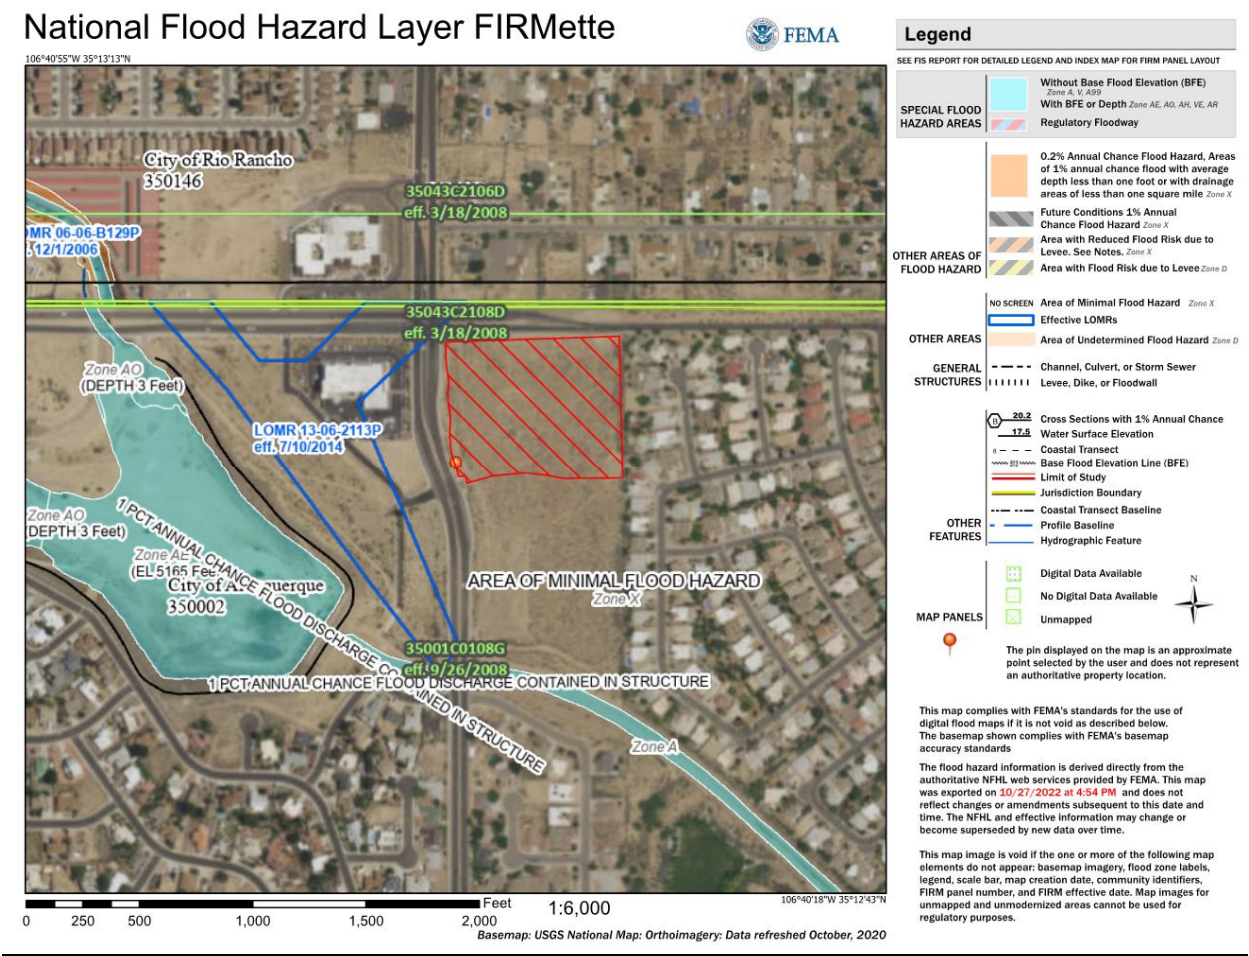 National Flood Hazard Layer FIRMette
FEMA
106°40'55"W 35°13'13"N
City of Rio Rancho
350146
35043C2106D
eff. 3/18/2008
OMR 06-06-B129P
. 12/1/2006
35043C2108D
eff. 3/18/2008
Zone AO
(DEPTH 3 Feet)
LOMR 13-06-2113P
eff. 7/10/2014
Zone AO
(DEPTH 3 Feet)
1 PCT ANNUAL CHANCE FLOOD DISCHARGE CONTAINED IN STRUCTURE
Zone AE
(EL 5165 Feet)
City of Albuquerque
350002
AREA OF MINIMAL FLOOD HAZARD
Zone X
35001C0108G
eff. 9/26/2008
1 PCT ANNUAL CHANCE FLOOD DISCHARGE CONTAINED IN STRUCTURE
Zone A
106°40'18"W 35°12'43"N
Feet
1:6,000
0 250 500 1,000 1,500 2,000
Basemap: USGS National Map: Orthoimagery: Data refreshed October, 2020
Legend
SEE FIS REPORT FOR DETAILED LEGEND AND INDEX MAP FOR FIRM PANEL LAYOUT
SPECIAL FLOOD
HAZARD AREAS
Without Base Flood Elevation (BFE)
Zone A, V, A99
With BFE or Depth Zone AE, AO, AH, VE, AR
Regulatory Floodway
OTHER AREAS OF
FLOOD HAZARD
0.2% Annual Chance Flood Hazard, Areas
of 1% annual chance flood with average
depth less than one foot or with drainage
areas of less than one square mile Zone X
Future Conditions 1% Annual
Chance Flood Hazard Zone X
Area with Reduced Flood Risk due to
Levee. See Notes. Zone X
Area with Flood Risk due to Levee Zone D
OTHER AREAS
NO SCREEN Area of Minimal Flood Hazard Zone X
Effective LOMRs
Area of Undetermined Flood Hazard Zone D
GENERAL
STRUCTURES
Channel, Culvert, or Storm Sewer
Levee, Dike, or Floodwall
OTHER
FEATURES
B 20.2 Cross Sections with 1% Annual Chance
17.5 Water Surface Elevation
8 Coastal Transect
513 Base Flood Elevation Line (BFE)
Limit of Study
Jurisdiction Boundary
Coastal Transect Baseline
Profile Baseline
Hydrographic Feature
MAP PANELS
Digital Data Available
No Digital Data Available
Unmapped
N
The pin displayed on the map is an approximate
point selected by the user and does not represent
an authoritative property location.
This map complies with FEMA's standards for the use of
digital flood maps if it is not void as described below.
The basemap shown complies with FEMA's basemap
accuracy standards
The flood hazard information is derived directly from the
authoritative NFHL web services provided by FEMA. This map
was exported on 10/27/2022 at 4:54 PM and does not
reflect changes or amendments subsequent to this date and
time. The NFHL and effective information may change or
become superseded by new data over time.
This map image is void if the one or more of the following map
elements do not appear: basemap imagery, flood zone labels,
legend, scale bar, map creation date, community identifiers,
FIRM panel number, and FIRM effective date. Map images for
unmapped and unmodernized areas cannot be used for
regulatory purposes.